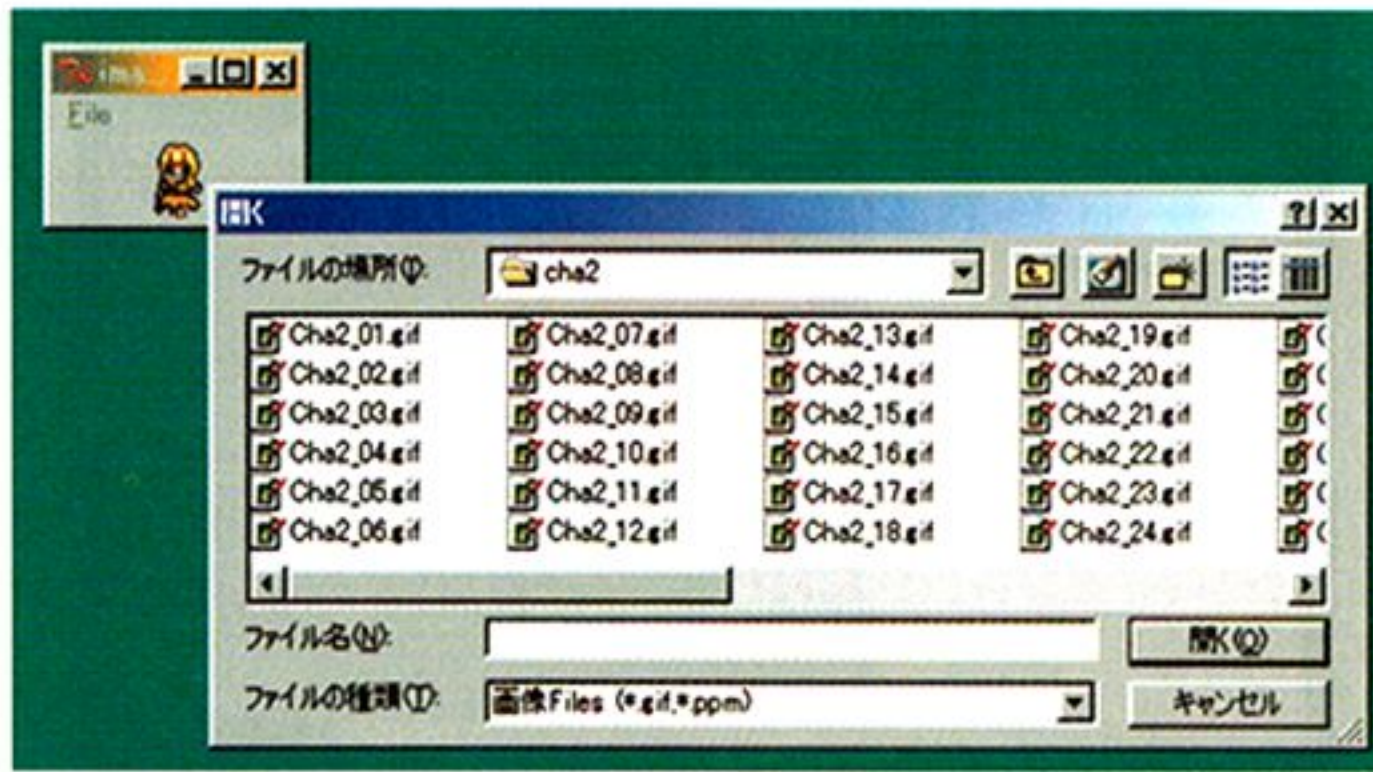 ima...
File
開く
ファイルの場所(I):
cha2
Cha2_01.gif
Cha2_02.gif
Cha2_03.gif
Cha2_04.gif
Cha2_05.gif
Cha2_06.gif
Cha2_07.gif
Cha2_08.gif
Cha2_09.gif
Cha2_10.gif
Cha2_11.gif
Cha2_12.gif
Cha2_13.gif
Cha2_14.gif
Cha2_15.gif
Cha2_16.gif
Cha2_17.gif
Cha2_18.gif
Cha2_19.gif
Cha2_20.gif
Cha2_21.gif
Cha2_22.gif
Cha2_23.gif
Cha2_24.gif
ファイル名(N):
開く(O)
ファイルの種類(T):
画像Files (*.gif,*.ppm)
キャンセル